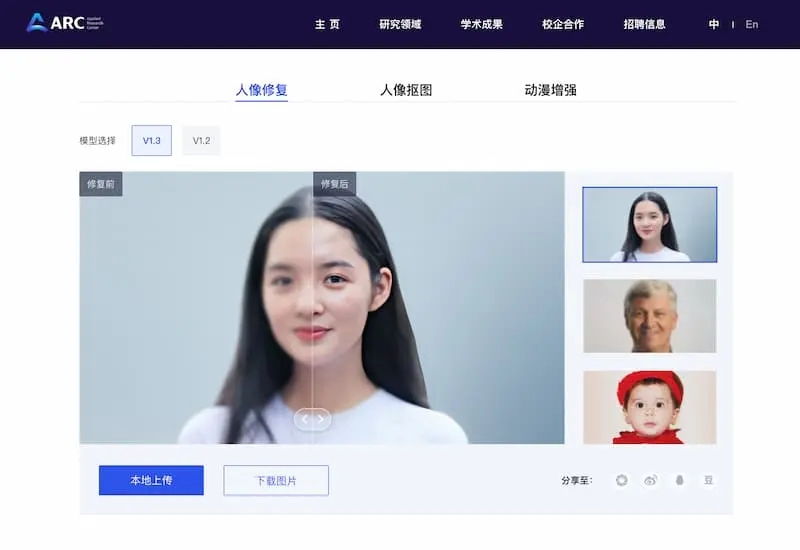 ARC Applied Research Center
主 页 研究领域 学术成果 校企合作 招聘信息 中 | En
人像修复 人像抠图 动漫增强
模型选择 V1.3 V1.2
修复前 修复后
本地上传 下载图片 分享至: 豆